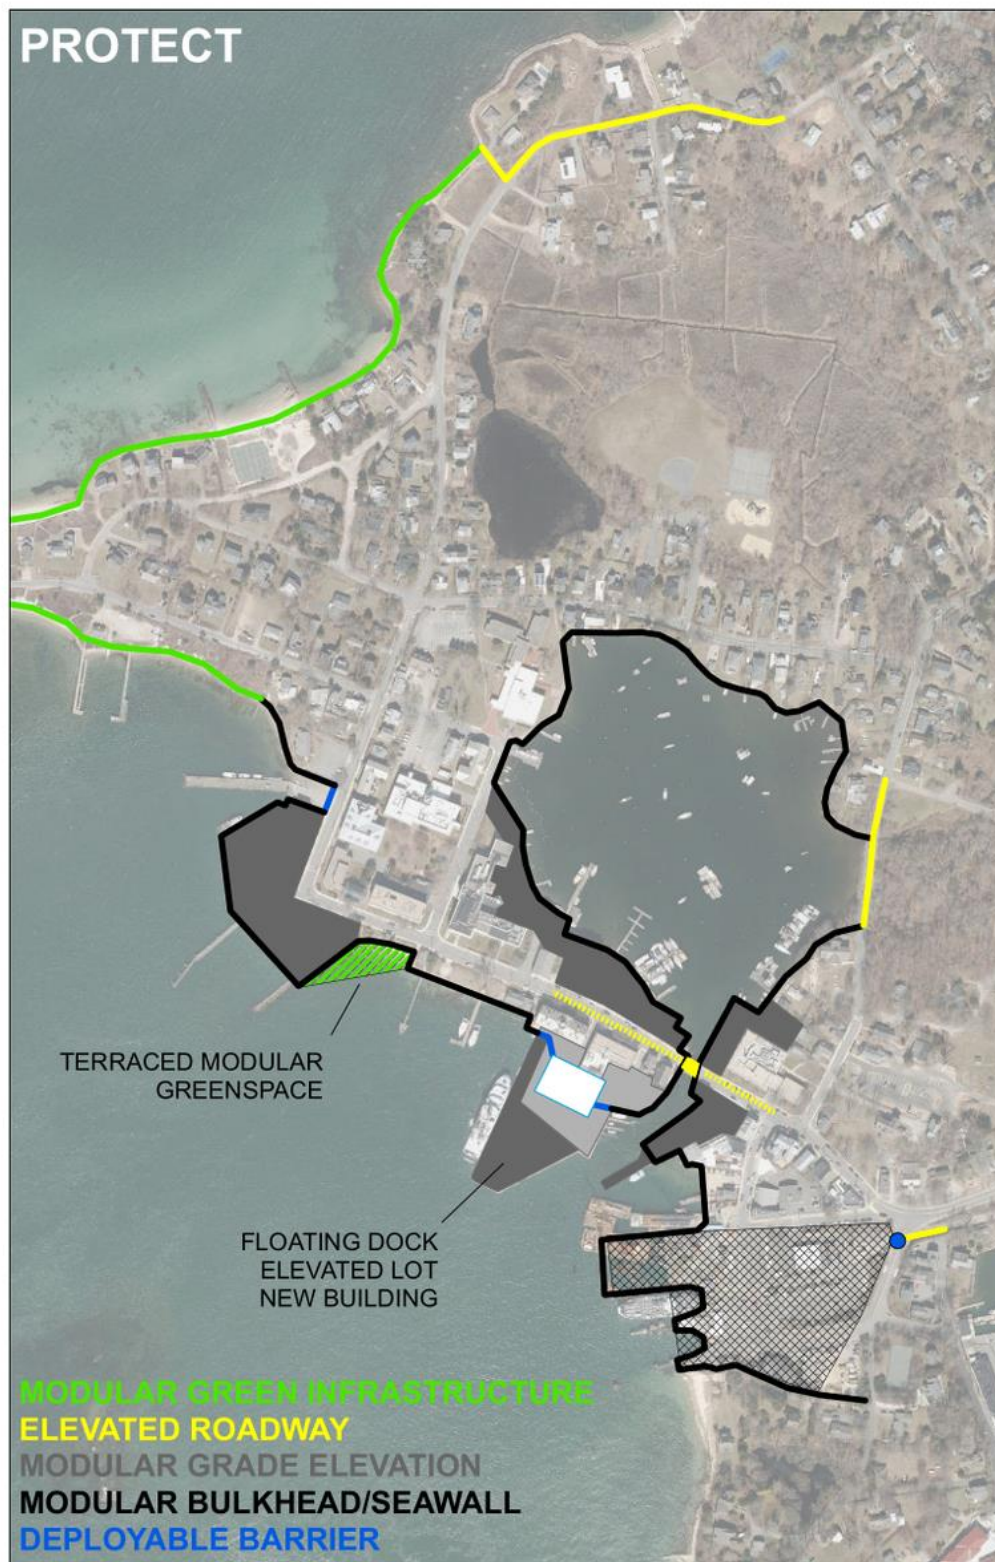 PROTECT
TERRACED MODULAR
GREENSPACE
FLOATING DOCK
ELEVATED LOT
NEW BUILDING
MODULAR GREEN INFRASTRUCTURE
ELEVATED ROADWAY
MODULAR GRADE ELEVATION
MODULAR BULKHEAD/SEAWALL
DEPLOYABLE BARRIER